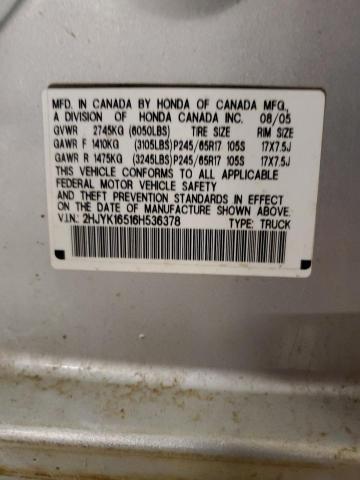 MFD. IN CANADA BY HONDA OF CANADA MFG.,
A DIVISION OF HONDA CANADA INC. 08/05
GVWR 2745KG (6050LBS) TIRE SIZE RIM SIZE
GAWR F 1410KG (3105LBS)P245/65R17 105S 17X7.5J
GAWR R 1475KG (3245LBS)P245/65R17 105S 17X7.5J
THIS VEHICLE CONFORMS TO ALL APPLICABLE
FEDERAL MOTOR VEHICLE SAFETY
AND THEFT PREVENTION STANDARDS IN EFFECT
ON THE DATE OF MANUFACTURE SHOWN ABOVE.
V.I.N: 2HJYK16516H536378 TYPE: TRUCK